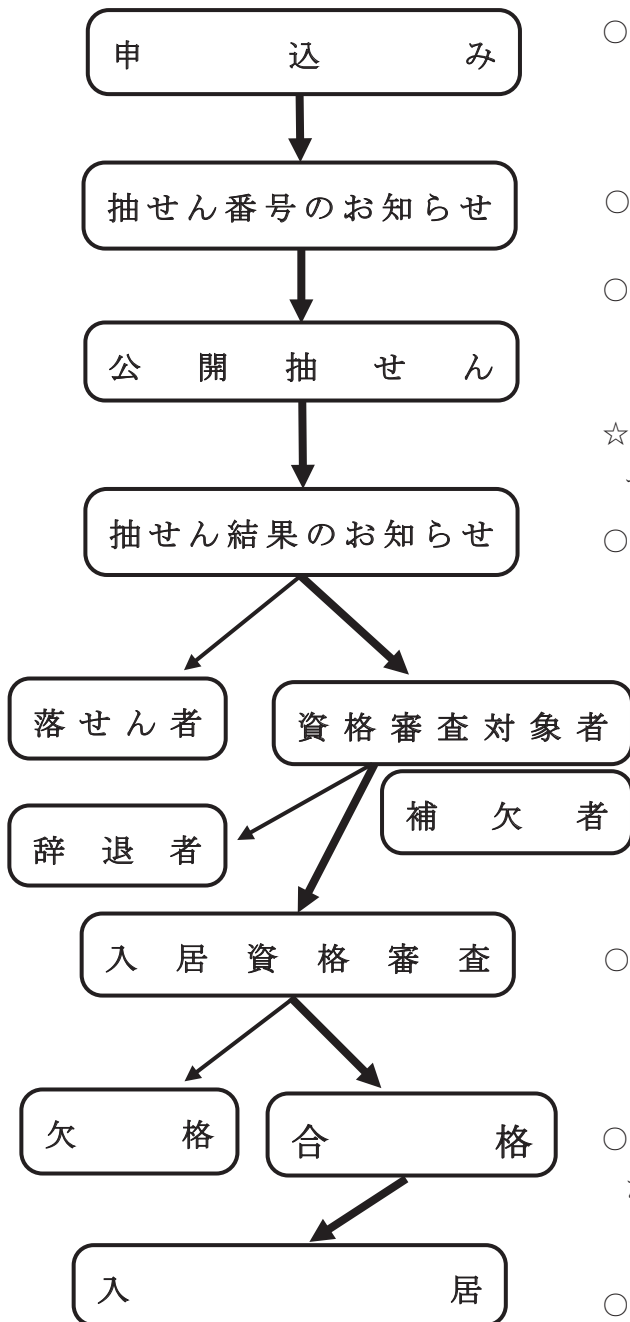 申込み
○
抽せん番号のお知らせ
○
○
公開抽せん
☆
抽せん結果のお知らせ
○
落せん者
資格審査対象者
補欠者
辞退者
入居資格審査
○
欠格
合格
○
入居
○